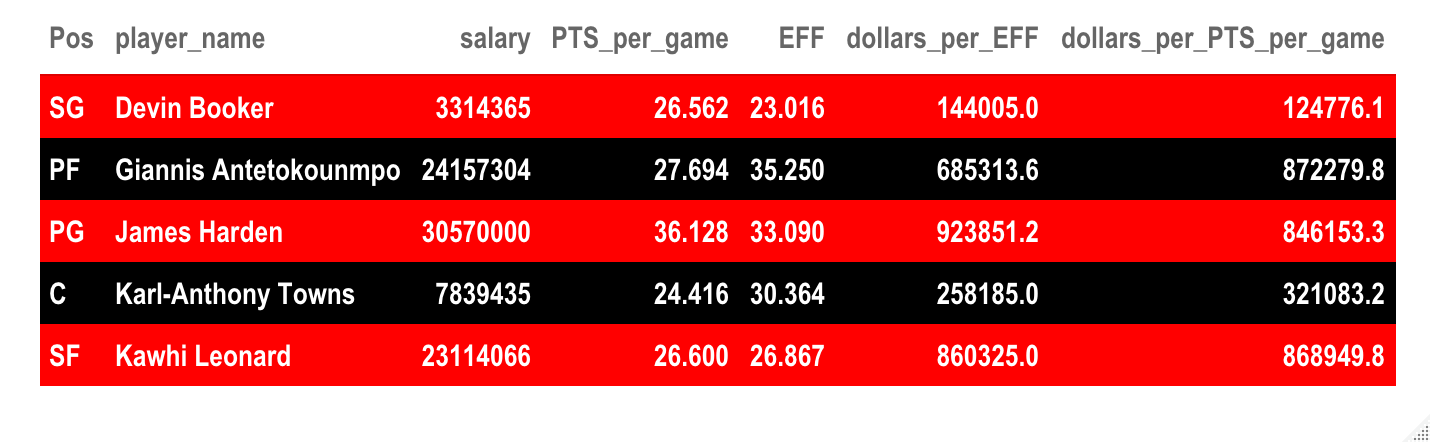 Pos player_name salary PTS_per_game EFF dollars_per_EFF dollars_per_PTS_per_game
SG Devin Booker 3314365 26.562 23.016 144005.0 124776.1
PF Giannis Antetokounmpo 24157304 27.694 35.250 685313.6 872279.8
PG James Harden 30570000 36.128 33.090 923851.2 846153.3
C Karl-Anthony Towns 7839435 24.416 30.364 258185.0 321083.2
SF Kawhi Leonard 23114066 26.600 26.867 860325.0 868949.8